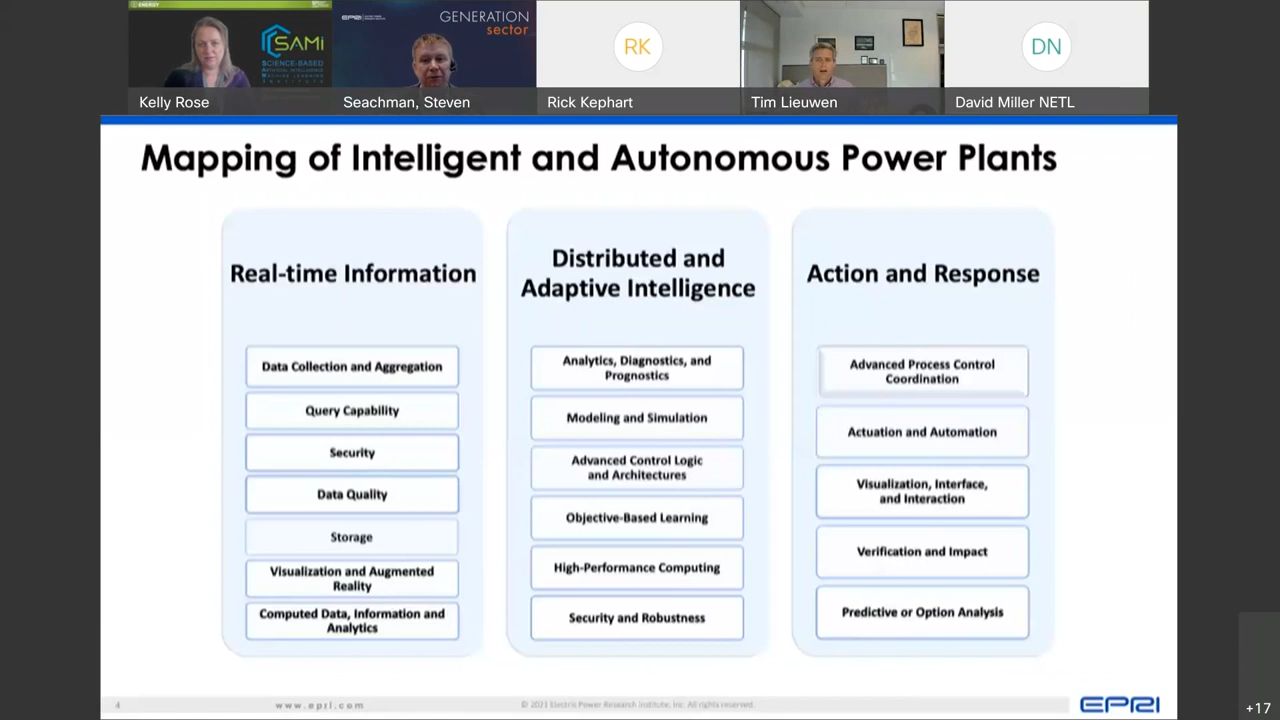 ENERGY
SAMI
SCIENCE-BASED
ARTIFICIAL INTELLIGENCE
MACHINE LEARNING
INSTITUTE
EPRI
GENERATION
sector
RK
DN
Kelly Rose
Seachman, Steven
Rick Kephart
Tim Lieuwen
David Miller NETL
Mapping of Intelligent and Autonomous Power Plants
Real-time Information
Data Collection and Aggregation
Query Capability
Security
Data Quality
Storage
Visualization and Augmented
Reality
Computed Data, Information and
Analytics
Distributed and
Adaptive Intelligence
Analytics, Diagnostics, and
Prognostics
Modeling and Simulation
Advanced Control Logic
and Architectures
Objective-Based Learning
High-Performance Computing
Security and Robustness
Action and Response
Advanced Process Control
Coordination
Actuation and Automation
Visualization, Interface,
and Interaction
Verification and Impact
Predictive or Option Analysis
4
www.epri.com
© 2021 Electric Power Research Institute, Inc. All rights reserved.
EPRI
+17